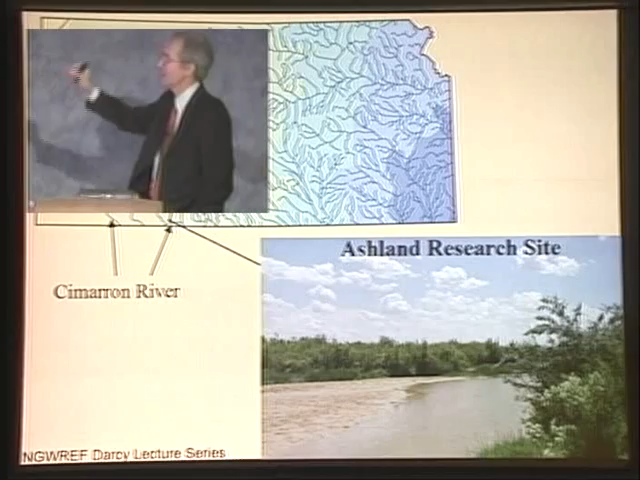 Ashland Research Site
Cimarron River
NGWREF Darcy Lecture Series